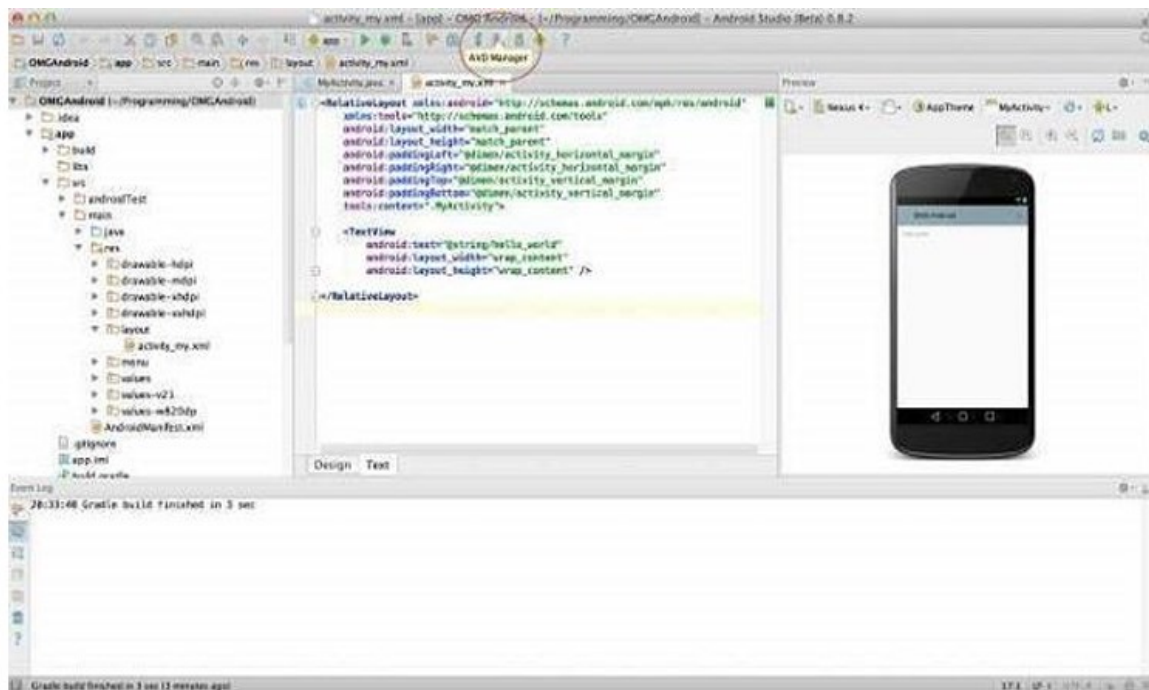 activity_my.xml - [app] - OMG Android - [~/Programming/OMGAndroid] - Android Studio (Beta) 0.8.2
app
?
AVD Manager
OMGAndroid app src main res layout activity_my.xml
Project
MyActivity.java activity_my.xml
Preview
OMGAndroid (~/Programming/OMGAndroid)
.idea
app
build
libs
src
androidTest
main
java
res
drawable-hdpi
drawable-mdpi
drawable-xhdpi
drawable-xxhdpi
layout
activity_my.xml
menu
values
values-v21
values-w820dp
AndroidManifest.xml
.gitignore
app.iml
build.gradle
<RelativeLayout xmlns:android="http://schemas.android.com/apk/res/android"
xmlns:tools="http://schemas.android.com/tools"
android:layout_width="match_parent"
android:layout_height="match_parent"
android:paddingLeft="@dimen/activity_horizontal_margin"
android:paddingRight="@dimen/activity_horizontal_margin"
android:paddingTop="@dimen/activity_vertical_margin"
android:paddingBottom="@dimen/activity_vertical_margin"
tools:context=".MyActivity">
<TextView
android:text="@string/hello_world"
android:layout_width="wrap_content"
android:layout_height="wrap_content" />
</RelativeLayout>
Design Text
Nexus 4 AppTheme MyActivity L
Event Log
20:33:40 Gradle build finished in 3 sec
?
Gradle build finished in 3 sec (3 minutes ago)
17:1